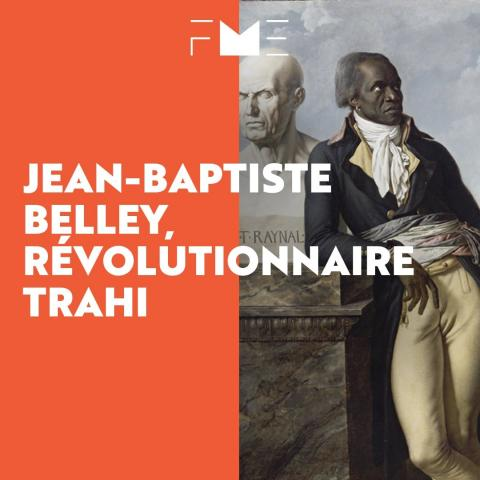 FME
JEAN-BAPTISTE
BELLEY,
RÉVOLUTIONNAIRE
TRAHI
T. RAYNAL